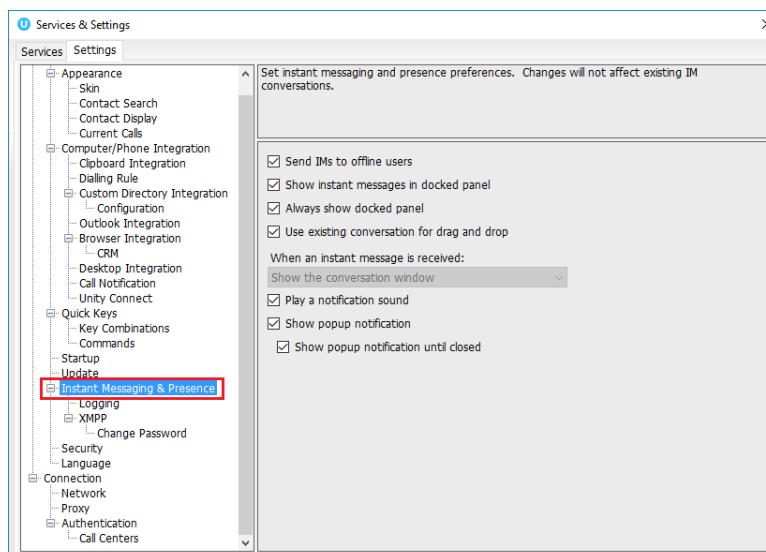 Services & Settings
Services Settings
Appearance
Skin
Contact Search
Contact Display
Current Calls
Computer/Phone Integration
Clipboard Integration
Dialling Rule
Custom Directory Integration
Configuration
Outlook Integration
Browser Integration
CRM
Desktop Integration
Call Notification
Unity Connect
Quick Keys
Key Combinations
Commands
Startup
Update
Instant Messaging & Presence
Logging
XMPP
Change Password
Security
Language
Connection
Network
Proxy
Authentication
Call Centers
Set instant messaging and presence preferences. Changes will not affect existing IM
conversations.
Send IMs to offline users
Show instant messages in docked panel
Always show docked panel
Use existing conversation for drag and drop
When an instant message is received:
Show the conversation window
Play a notification sound
Show popup notification
Show popup notification until closed